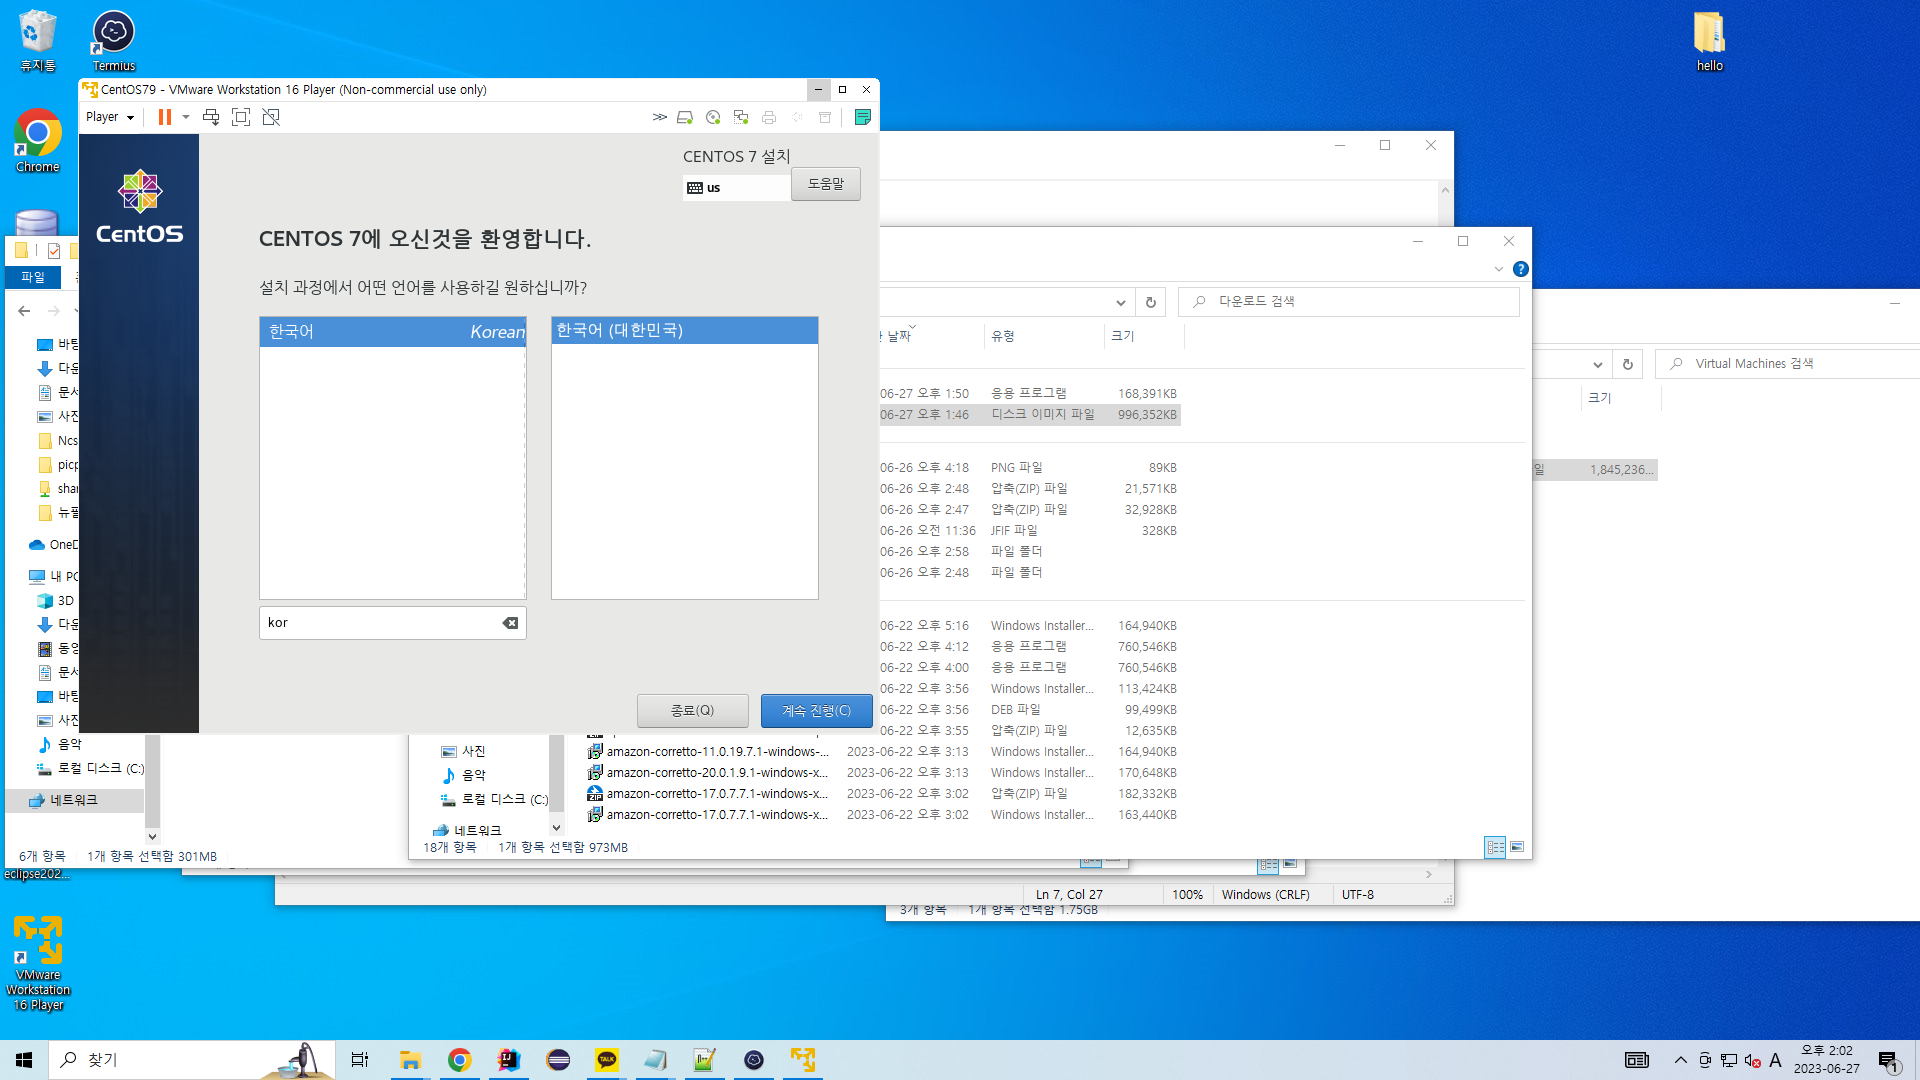 휴지통
Termius
hello
Chrome
CentOS79 - VMware Workstation 16 Player (Non-commercial use only)
Player
CENTOS 7 설치
us
도움말
CentOS
CENTOS 7에 오신것을 환영합니다.
설치 과정에서 어떤 언어를 사용하길 원하십니까?
한국어 Korean
한국어 (대한민국)
kor
종료(Q)
계속 진행(C)
파일
바탕
다운
문서
사진
Ncs
picp
shar
뉴
OneD
내 PC
3D
다운
동영
문서
바탕
사진
음악
로컬 디스크 (C:)
네트워크
6개 항목
1개 항목 선택함 301MB
다운로드 검색
날짜
유형
크기
06-27 오후 1:50 응용 프로그램 168,391KB
06-27 오후 1:46 디스크 이미지 파일 996,352KB
06-26 오후 4:18 PNG 파일 89KB
06-26 오후 2:48 압축(ZIP) 파일 21,571KB
06-26 오후 2:47 압축(ZIP) 파일 32,928KB
06-26 오전 11:36 JFIF 파일 328KB
06-26 오후 2:58 파일 폴더
06-26 오후 2:48 파일 폴더
06-22 오후 5:16 Windows Installer... 164,940KB
06-22 오후 4:12 응용 프로그램 760,546KB
06-22 오후 4:00 응용 프로그램 760,546KB
06-22 오후 3:56 Windows Installer... 113,424KB
06-22 오후 3:56 DEB 파일 99,499KB
06-22 오후 3:55 압축(ZIP) 파일 12,635KB
amazon-corretto-11.0.19.7.1-windows-... 2023-06-22 오후 3:13 Windows Installer... 164,940KB
amazon-corretto-20.0.1.9.1-windows-x... 2023-06-22 오후 3:13 Windows Installer... 170,648KB
amazon-corretto-17.0.7.7.1-windows-x... 2023-06-22 오후 3:02 압축(ZIP) 파일 182,332KB
amazon-corretto-17.0.7.7.1-windows-x... 2023-06-22 오후 3:02 Windows Installer... 163,440KB
사진
음악
로컬 디스크 (C:)
네트워크
18개 항목
1개 항목 선택함 973MB
Virtual Machines 검색
크기
일 1,845,236...
Ln 7, Col 27
100%
Windows (CRLF)
UTF-8
3개 항목
1개 항목 선택함 1.75GB
eclipse202...
VMware
Workstation
16 Player
찾기
TALK
A
오후 2:02
2023-06-27
1